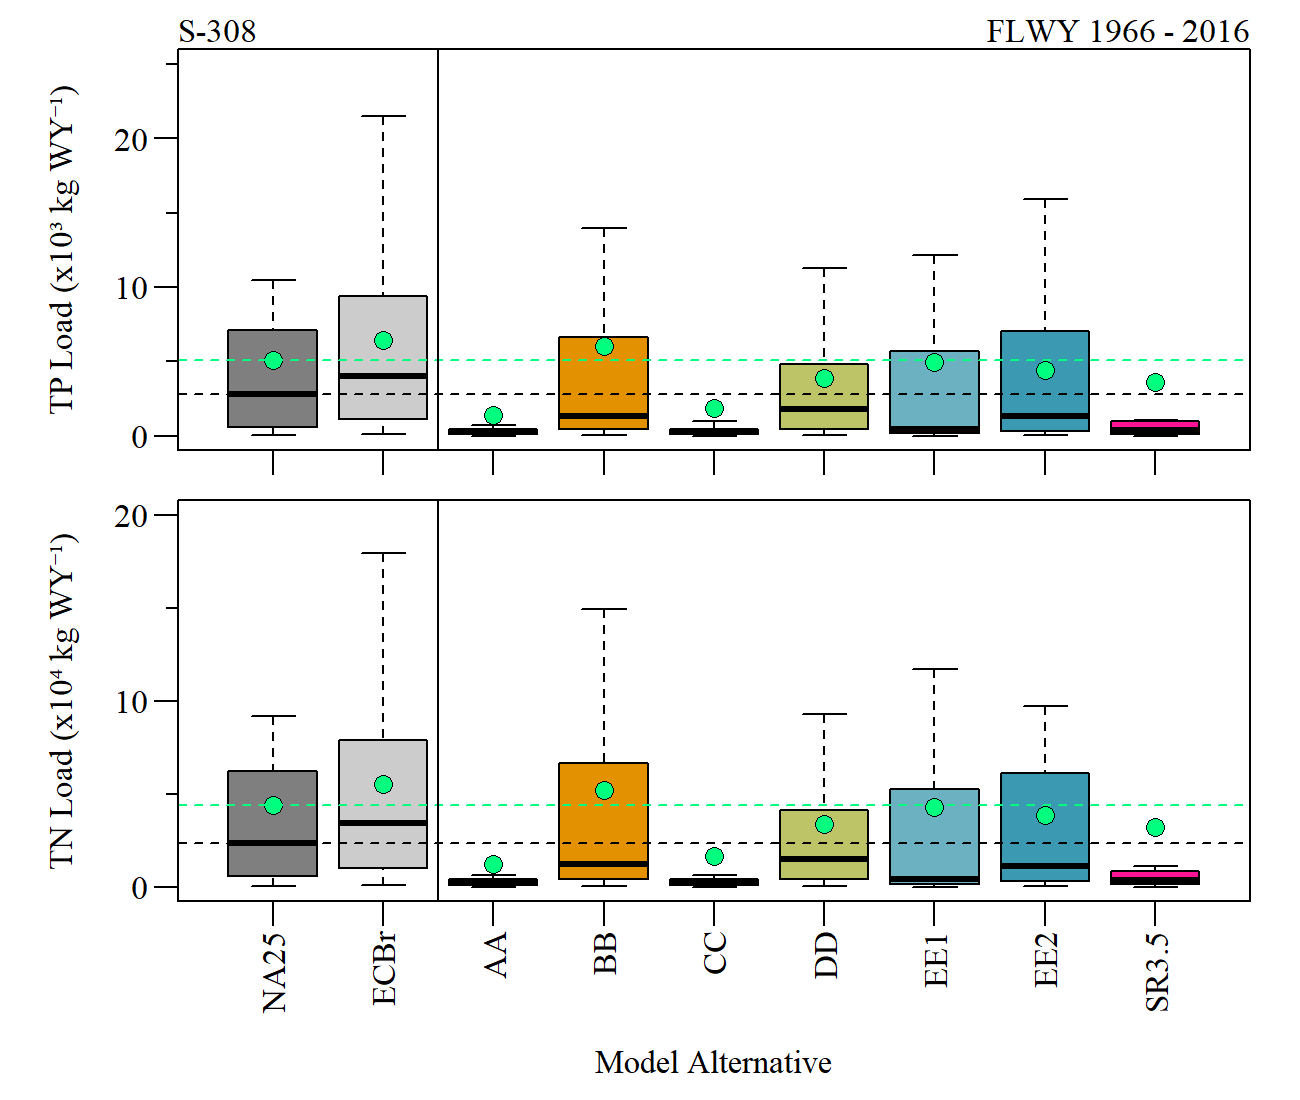 S-308 FLWY 1966 - 2016
TP Load (x10³ kg WY⁻¹)
20
10
0
TN Load (x10⁴ kg WY⁻¹)
20
10
0
NA25 ECBr AA BB CC DD EE1 EE2 SR3.5
Model Alternative